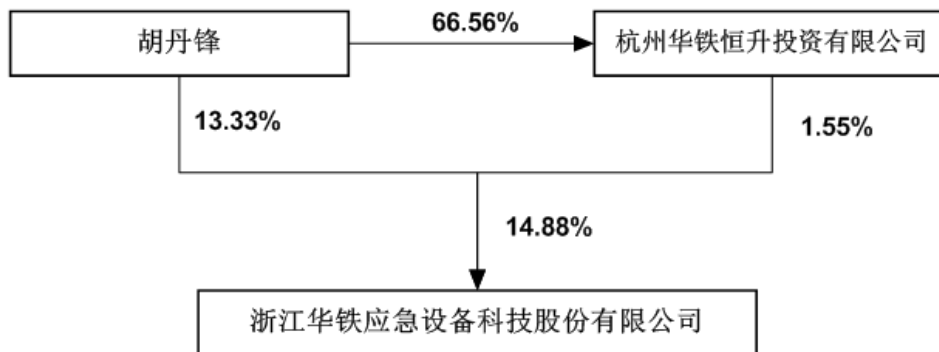 胡丹锋
66.56%
杭州华铁恒升投资有限公司
13.33%
1.55%
14.88%
浙江华铁应急设备科技股份有限公司